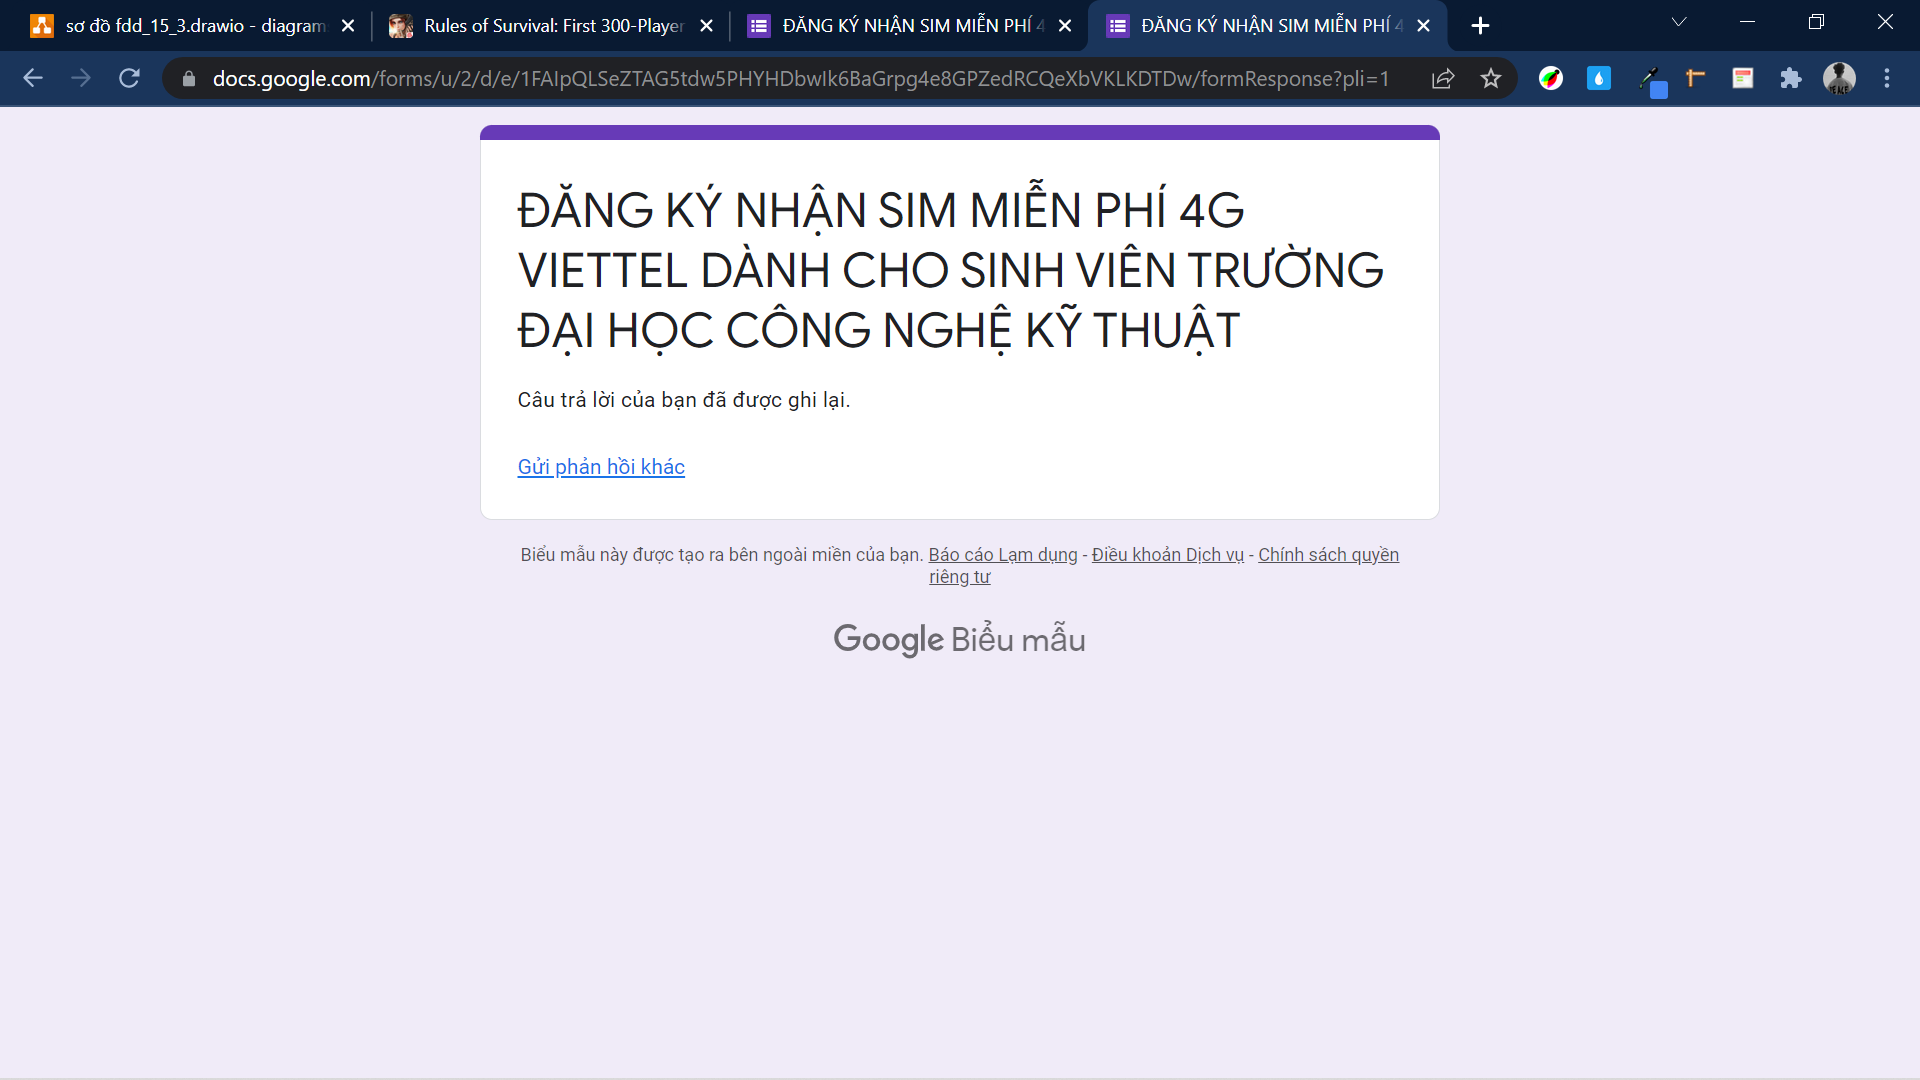 sơ đồ fdd_15_3.drawio - diagram
Rules of Survival: First 300-Player
ĐĂNG KÝ NHẬN SIM MIỄN PHÍ 4
ĐĂNG KÝ NHẬN SIM MIỄN PHÍ 4
docs.google.com/forms/u/2/d/e/1FAIpQLSeZTAG5tdw5PHYHDbwIk6BaGrpg4e8GPZedRCQeXbVKLKDTDw/formResponse?pli=1
ĐĂNG KÝ NHẬN SIM MIỄN PHÍ 4G
VIETTEL DÀNH CHO SINH VIÊN TRƯỜNG
ĐẠI HỌC CÔNG NGHỆ KỸ THUẬT
Câu trả lời của bạn đã được ghi lại.
Gửi phản hồi khác
Biểu mẫu này được tạo ra bên ngoài miền của bạn. Báo cáo Lạm dụng - Điều khoản Dịch vụ - Chính sách quyền
riêng tư
Google Biểu mẫu